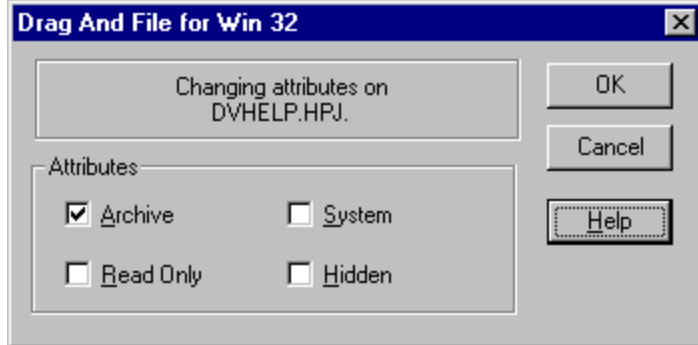 Drag And File for Win 32
Changing attributes on
DVHELP.HPJ.
OK
Cancel
Attributes
Archive
System
Help
Read Only
Hidden